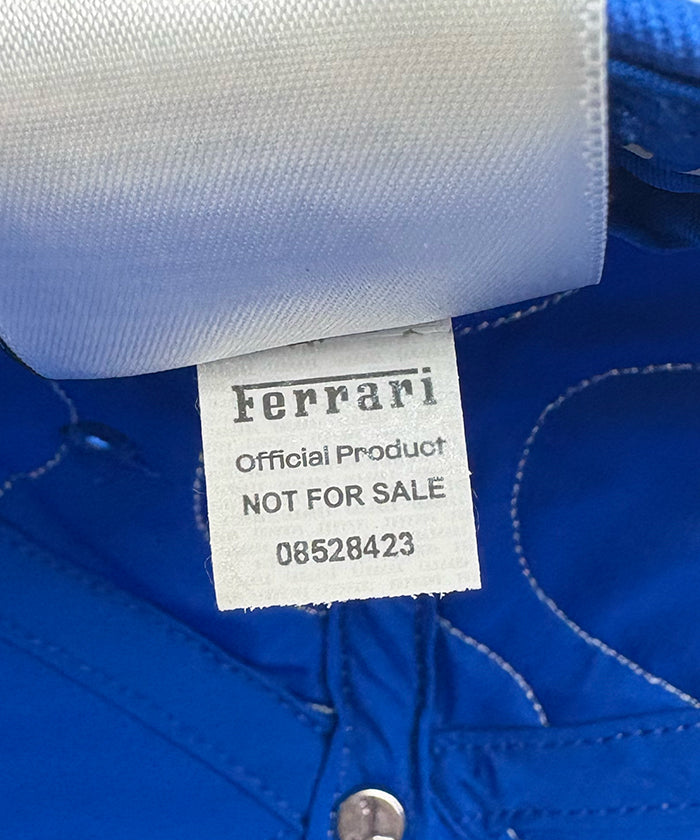 Ferrari
Official Product
NOT FOR SALE
08528423